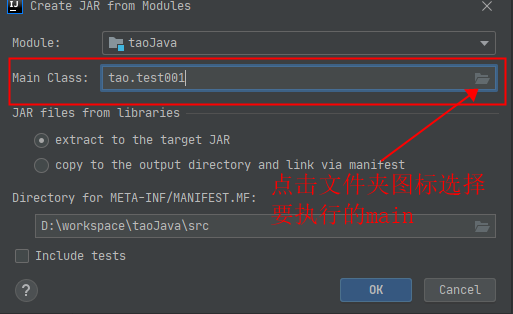 Create JAR from Modules
Module: taoJava
Main Class: tao.test001
JAR files from libraries
extract to the target JAR
copy to the output directory and link via manifest
点击文件夹图标选择
要执行的main
Directory for META-INF/MANIFEST.MF:
D:\workspace\taoJava\src
Include tests
? OK Cancel